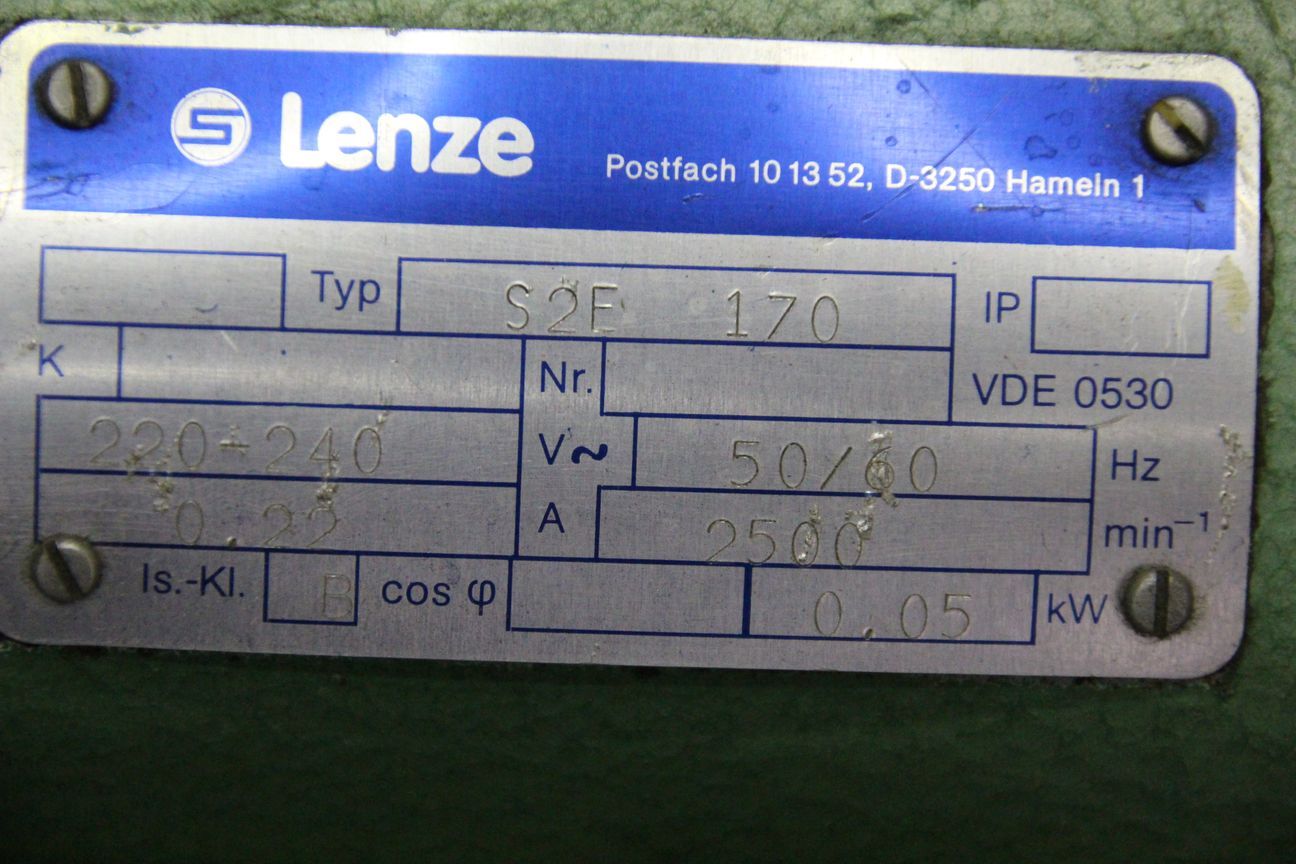 Lenze Postfach 10 13 52, D-3250 Hameln 1
Typ S2E 170 IP
K Nr. VDE 0530
220-240 V~ 50/60 Hz
0.22 A 2500 min⁻¹
Is.-Kl. B cos φ 0.05 kW